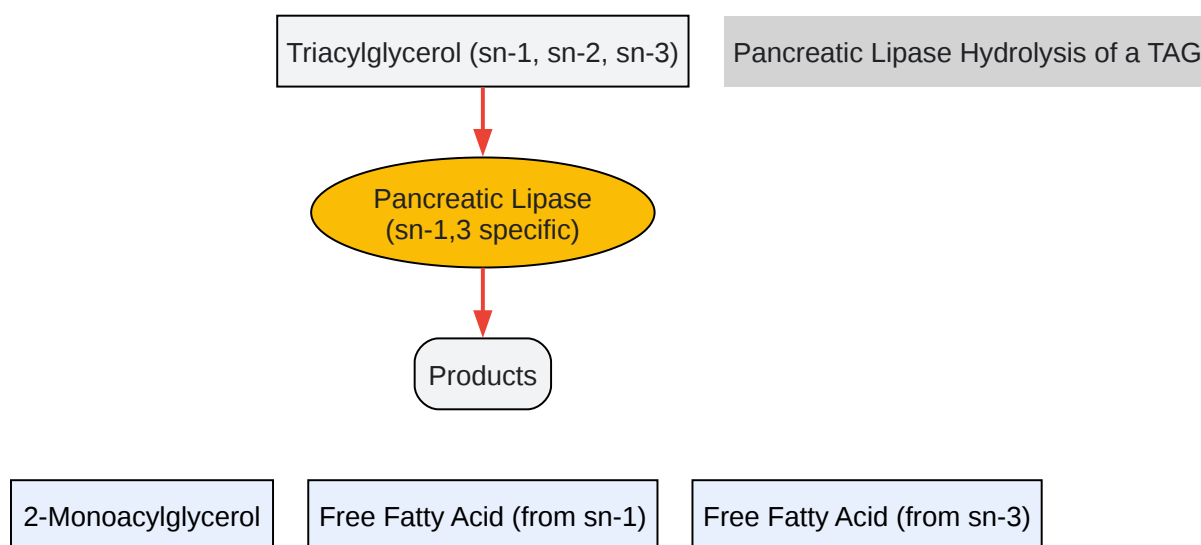 Triacylglycerol (sn-1, sn-2, sn-3)
Pancreatic Lipase Hydrolysis of a TAG
Pancreatic Lipase
(sn-1,3 specific)
Products
2-Monoacylglycerol
Free Fatty Acid (from sn-1)
Free Fatty Acid (from sn-3)